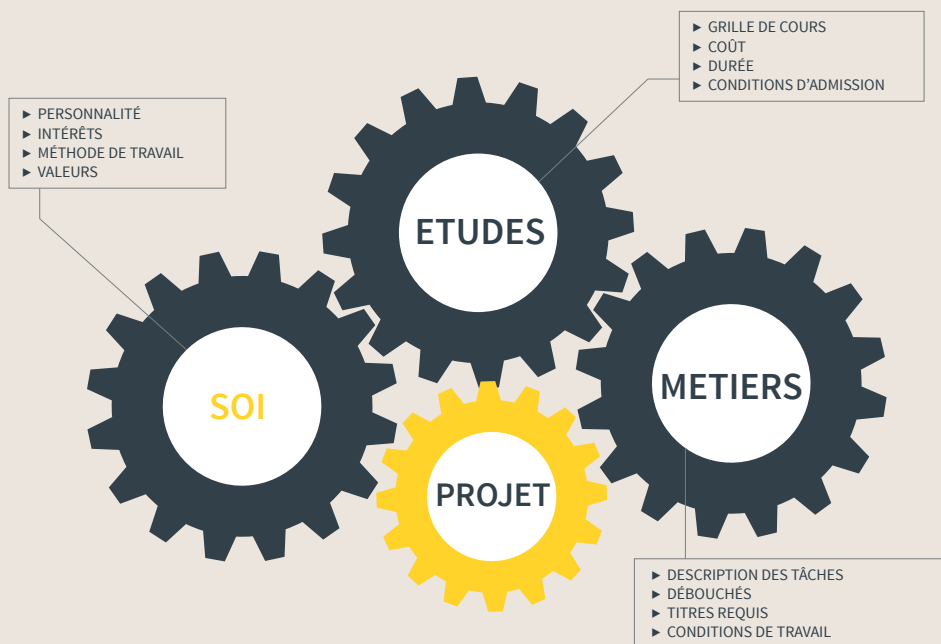 ► GRILLE DE COURS
► COÛT
► DURÉE
► CONDITIONS D'ADMISSION
► PERSONNALITÉ
► INTÉRÊTS
► MÉTHODE DE TRAVAIL
► VALEURS
ETUDES
SOI
METIERS
PROJET
► DESCRIPTION DES TÂCHES
► DÉBOUCHÉS
► TITRES REQUIS
► CONDITIONS DE TRAVAIL